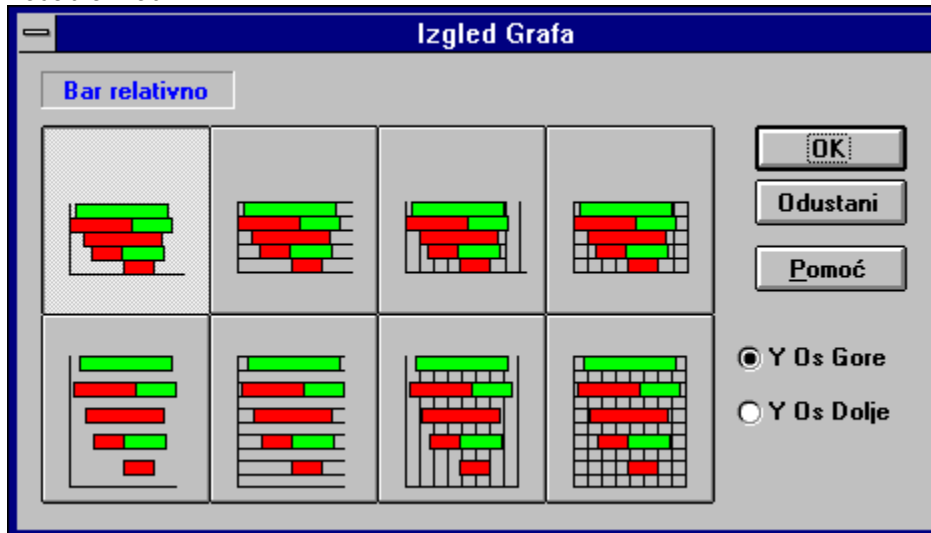 Izgled Grafa
Bar relativno
OK
Odustani
Pomoć
Y Os Gore
Y Os Dolje